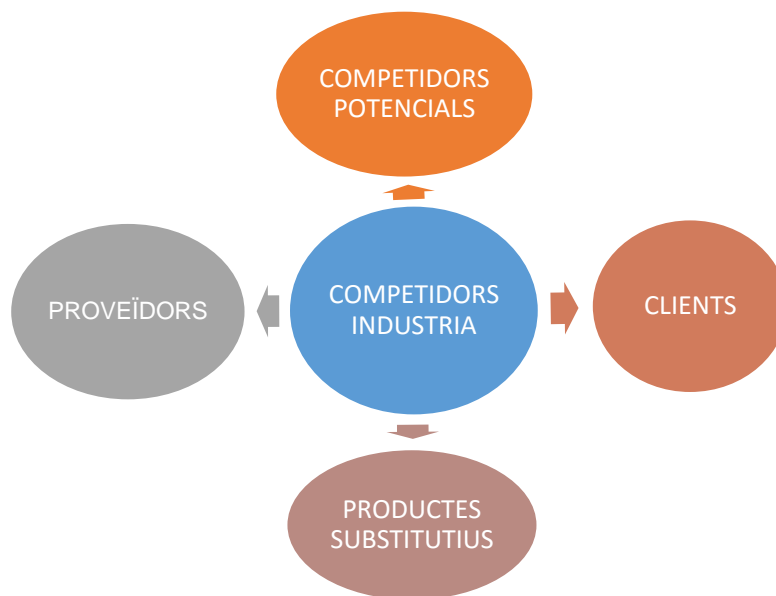 COMPETIDORS
POTENCIALS
PROVEÏDORS
COMPETIDORS
INDUSTRIA
CLIENTS
PRODUCTES
SUBSTITUTIUS